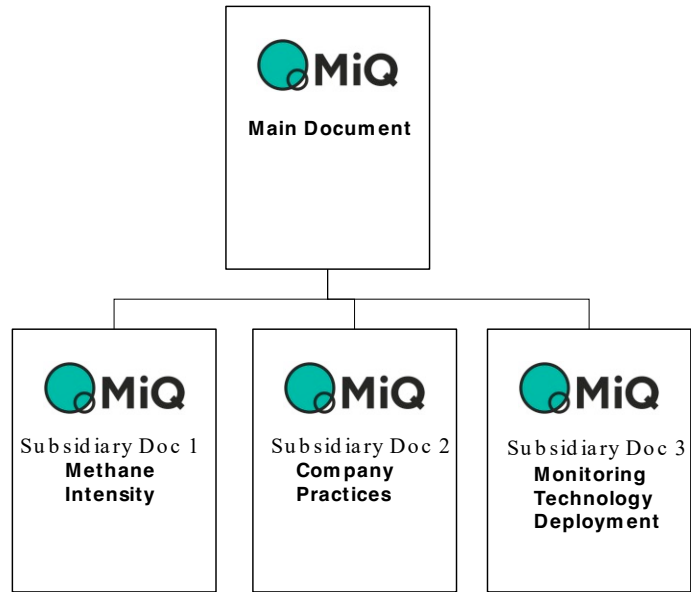 MiQ
Main Document
MiQ
Subsidiary Doc 1
Methane
Intensity
MiQ
Subsidiary Doc 2
Company
Practices
MiQ
Subsidiary Doc 3
Monitoring
Technology
Deployment